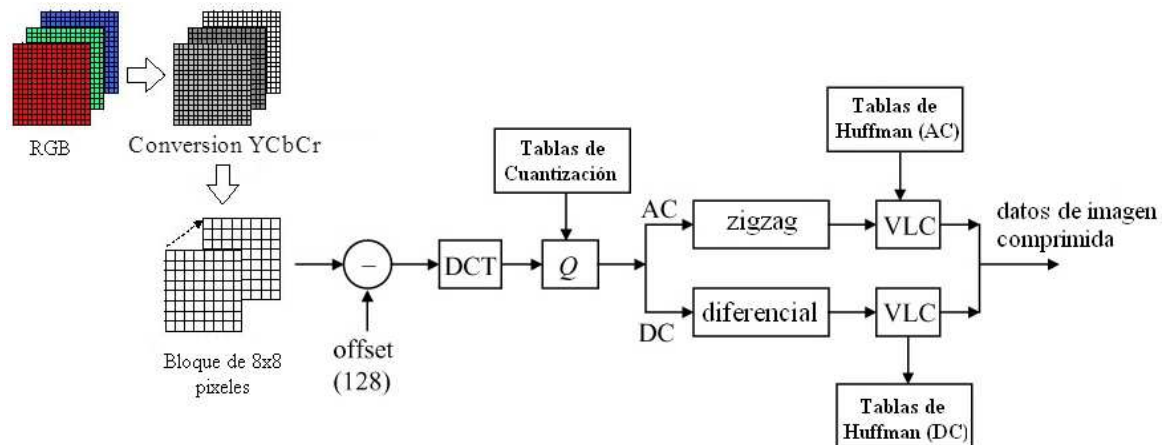 RGB
Conversion YCbCr
Bloque de 8x8
pixeles
offset
(128)
–
DCT
Tablas de
Cuantización
Q
AC
DC
zigzag
diferencial
Tablas de
Huffman (AC)
VLC
VLC
Tablas de
Huffman (DC)
datos de imagen
comprimida